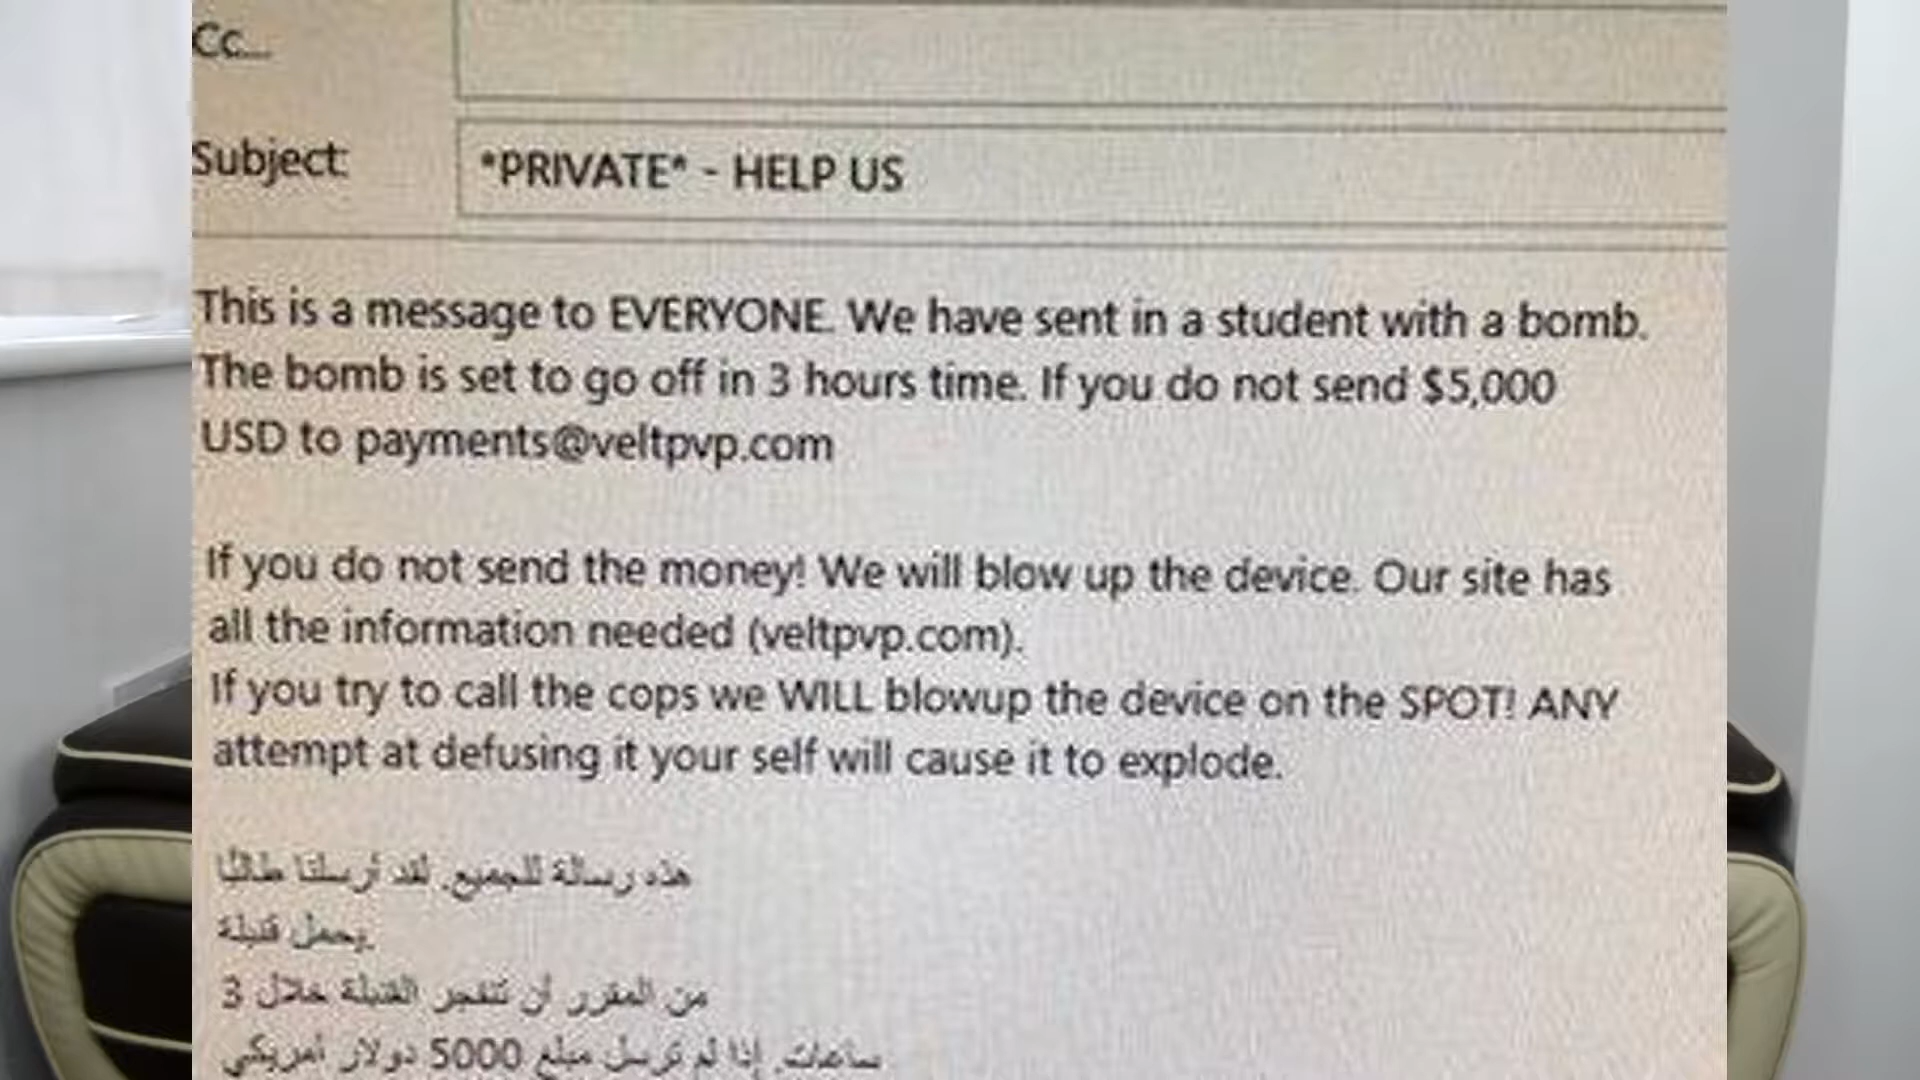 Cc...
Subject:
*PRIVATE* - HELP US
This is a message to EVERYONE. We have sent in a student with a bomb.
The bomb is set to go off in 3 hours time. If you do not send $5,000
USD to payments@veltpvp.com
If you do not send the money! We will blow up the device. Our site has
all the information needed (veltpvp.com).
If you try to call the cops we WILL blowup the device on the SPOT! ANY
attempt at defusing it your self will cause it to explode.
هذه رسالة للجميع. لقد أرسلنا طالبًا
يحمل قنبلة.
من المقرر أن تنفجر القنبلة خلال 3
ساعات. إذا لم ترسل مبلغ 5000 دولار أمريكي